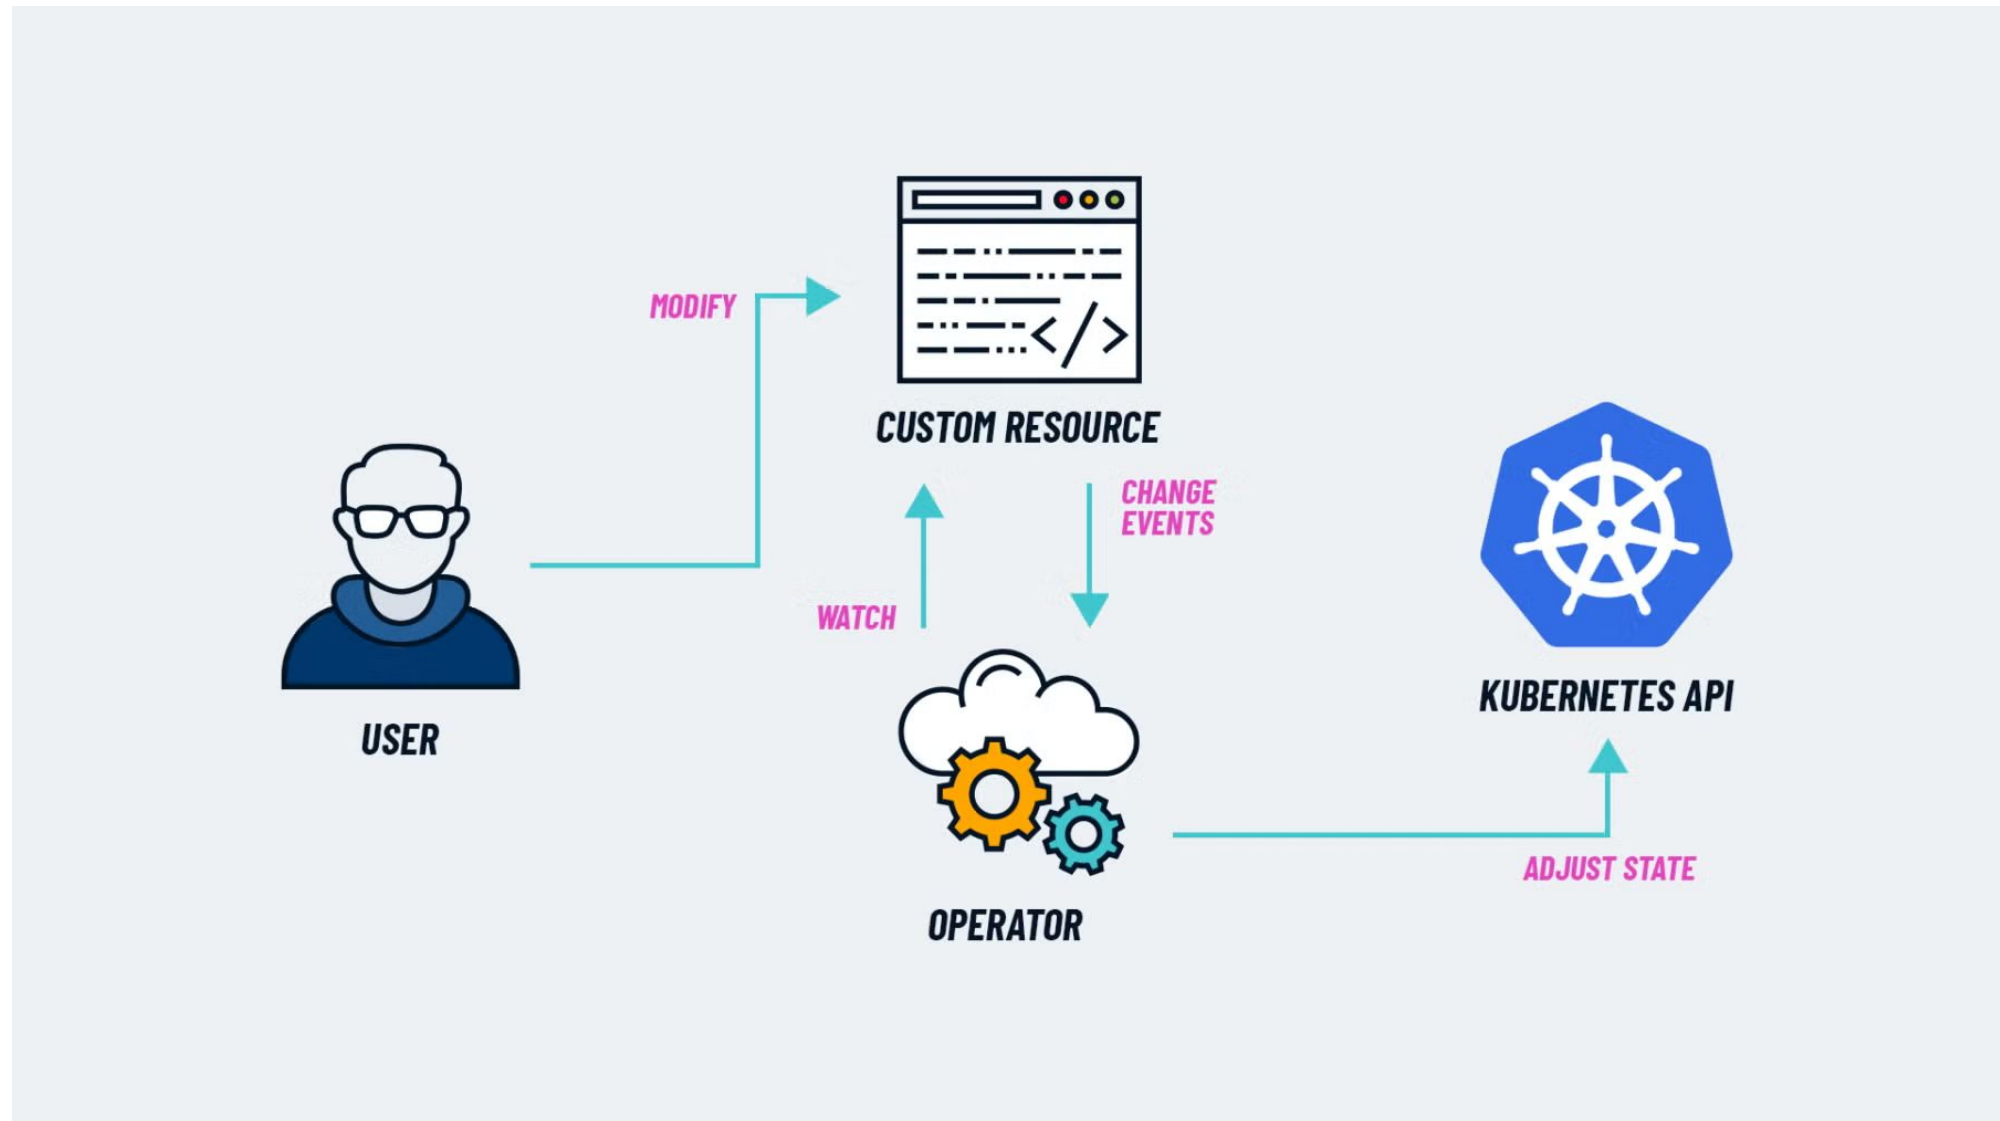 MODIFY
CUSTOM RESOURCE
CHANGE
EVENTS
WATCH
USER
KUBERNETES API
ADJUST STATE
OPERATOR